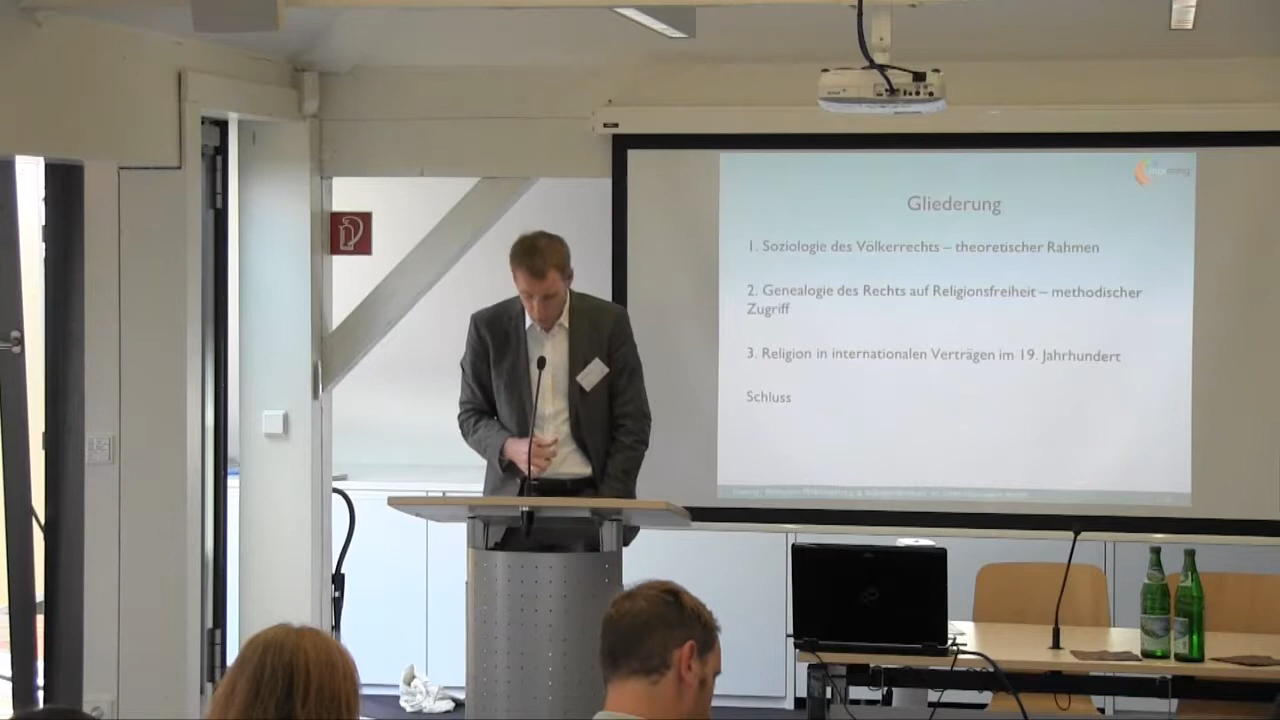 Gliederung
1. Soziologie des Völkerrechts – theoretischer Rahmen
2. Genealogie des Rechts auf Religionsfreiheit – methodischer
Zugriff
3. Religion in internationalen Verträgen im 19. Jahrhundert
Schluss